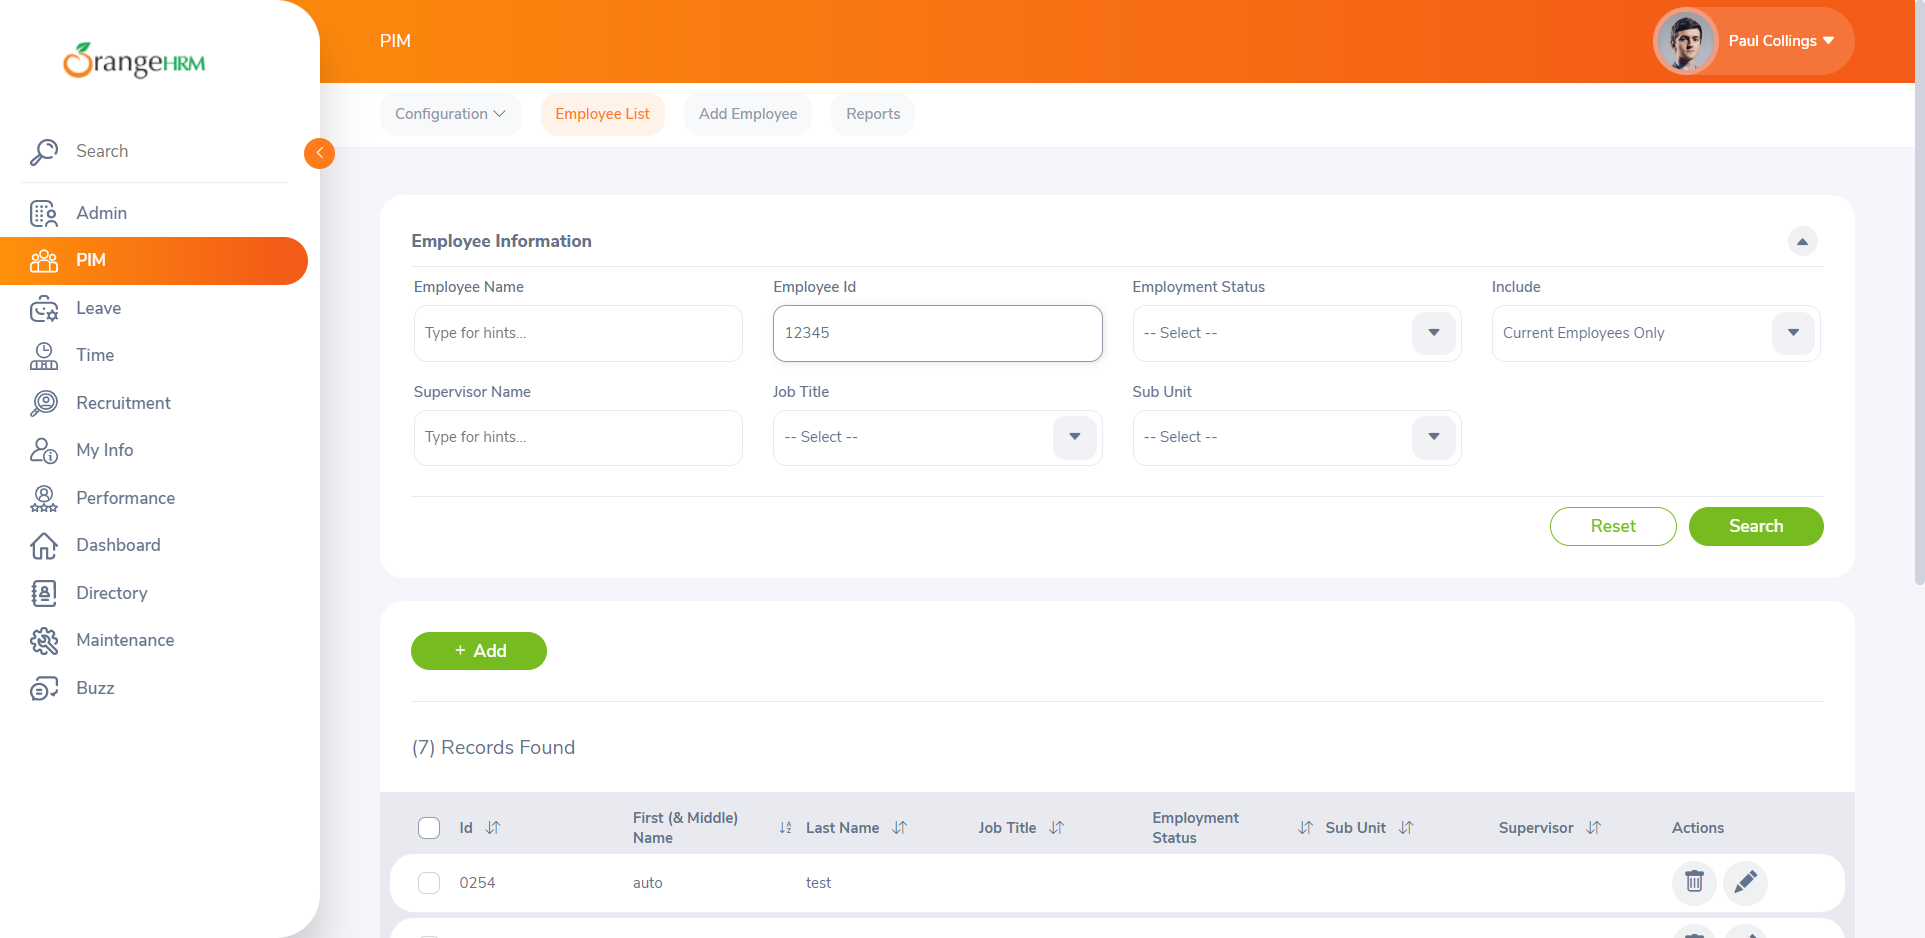 OrangeHRM
PIM
Paul Collings
Configuration
Employee List
Add Employee
Reports
Search
Admin
PIM
Leave
Time
Recruitment
My Info
Performance
Dashboard
Directory
Maintenance
Buzz
Employee Information
Employee Name
Employee Id
Employment Status
Include
Type for hints...
12345
-- Select --
Current Employees Only
Supervisor Name
Job Title
Sub Unit
Type for hints...
-- Select --
-- Select --
Reset
Search
+ Add
(7) Records Found
Id
First (& Middle)
Name
Last Name
Job Title
Employment
Status
Sub Unit
Supervisor
Actions
0254
auto
test